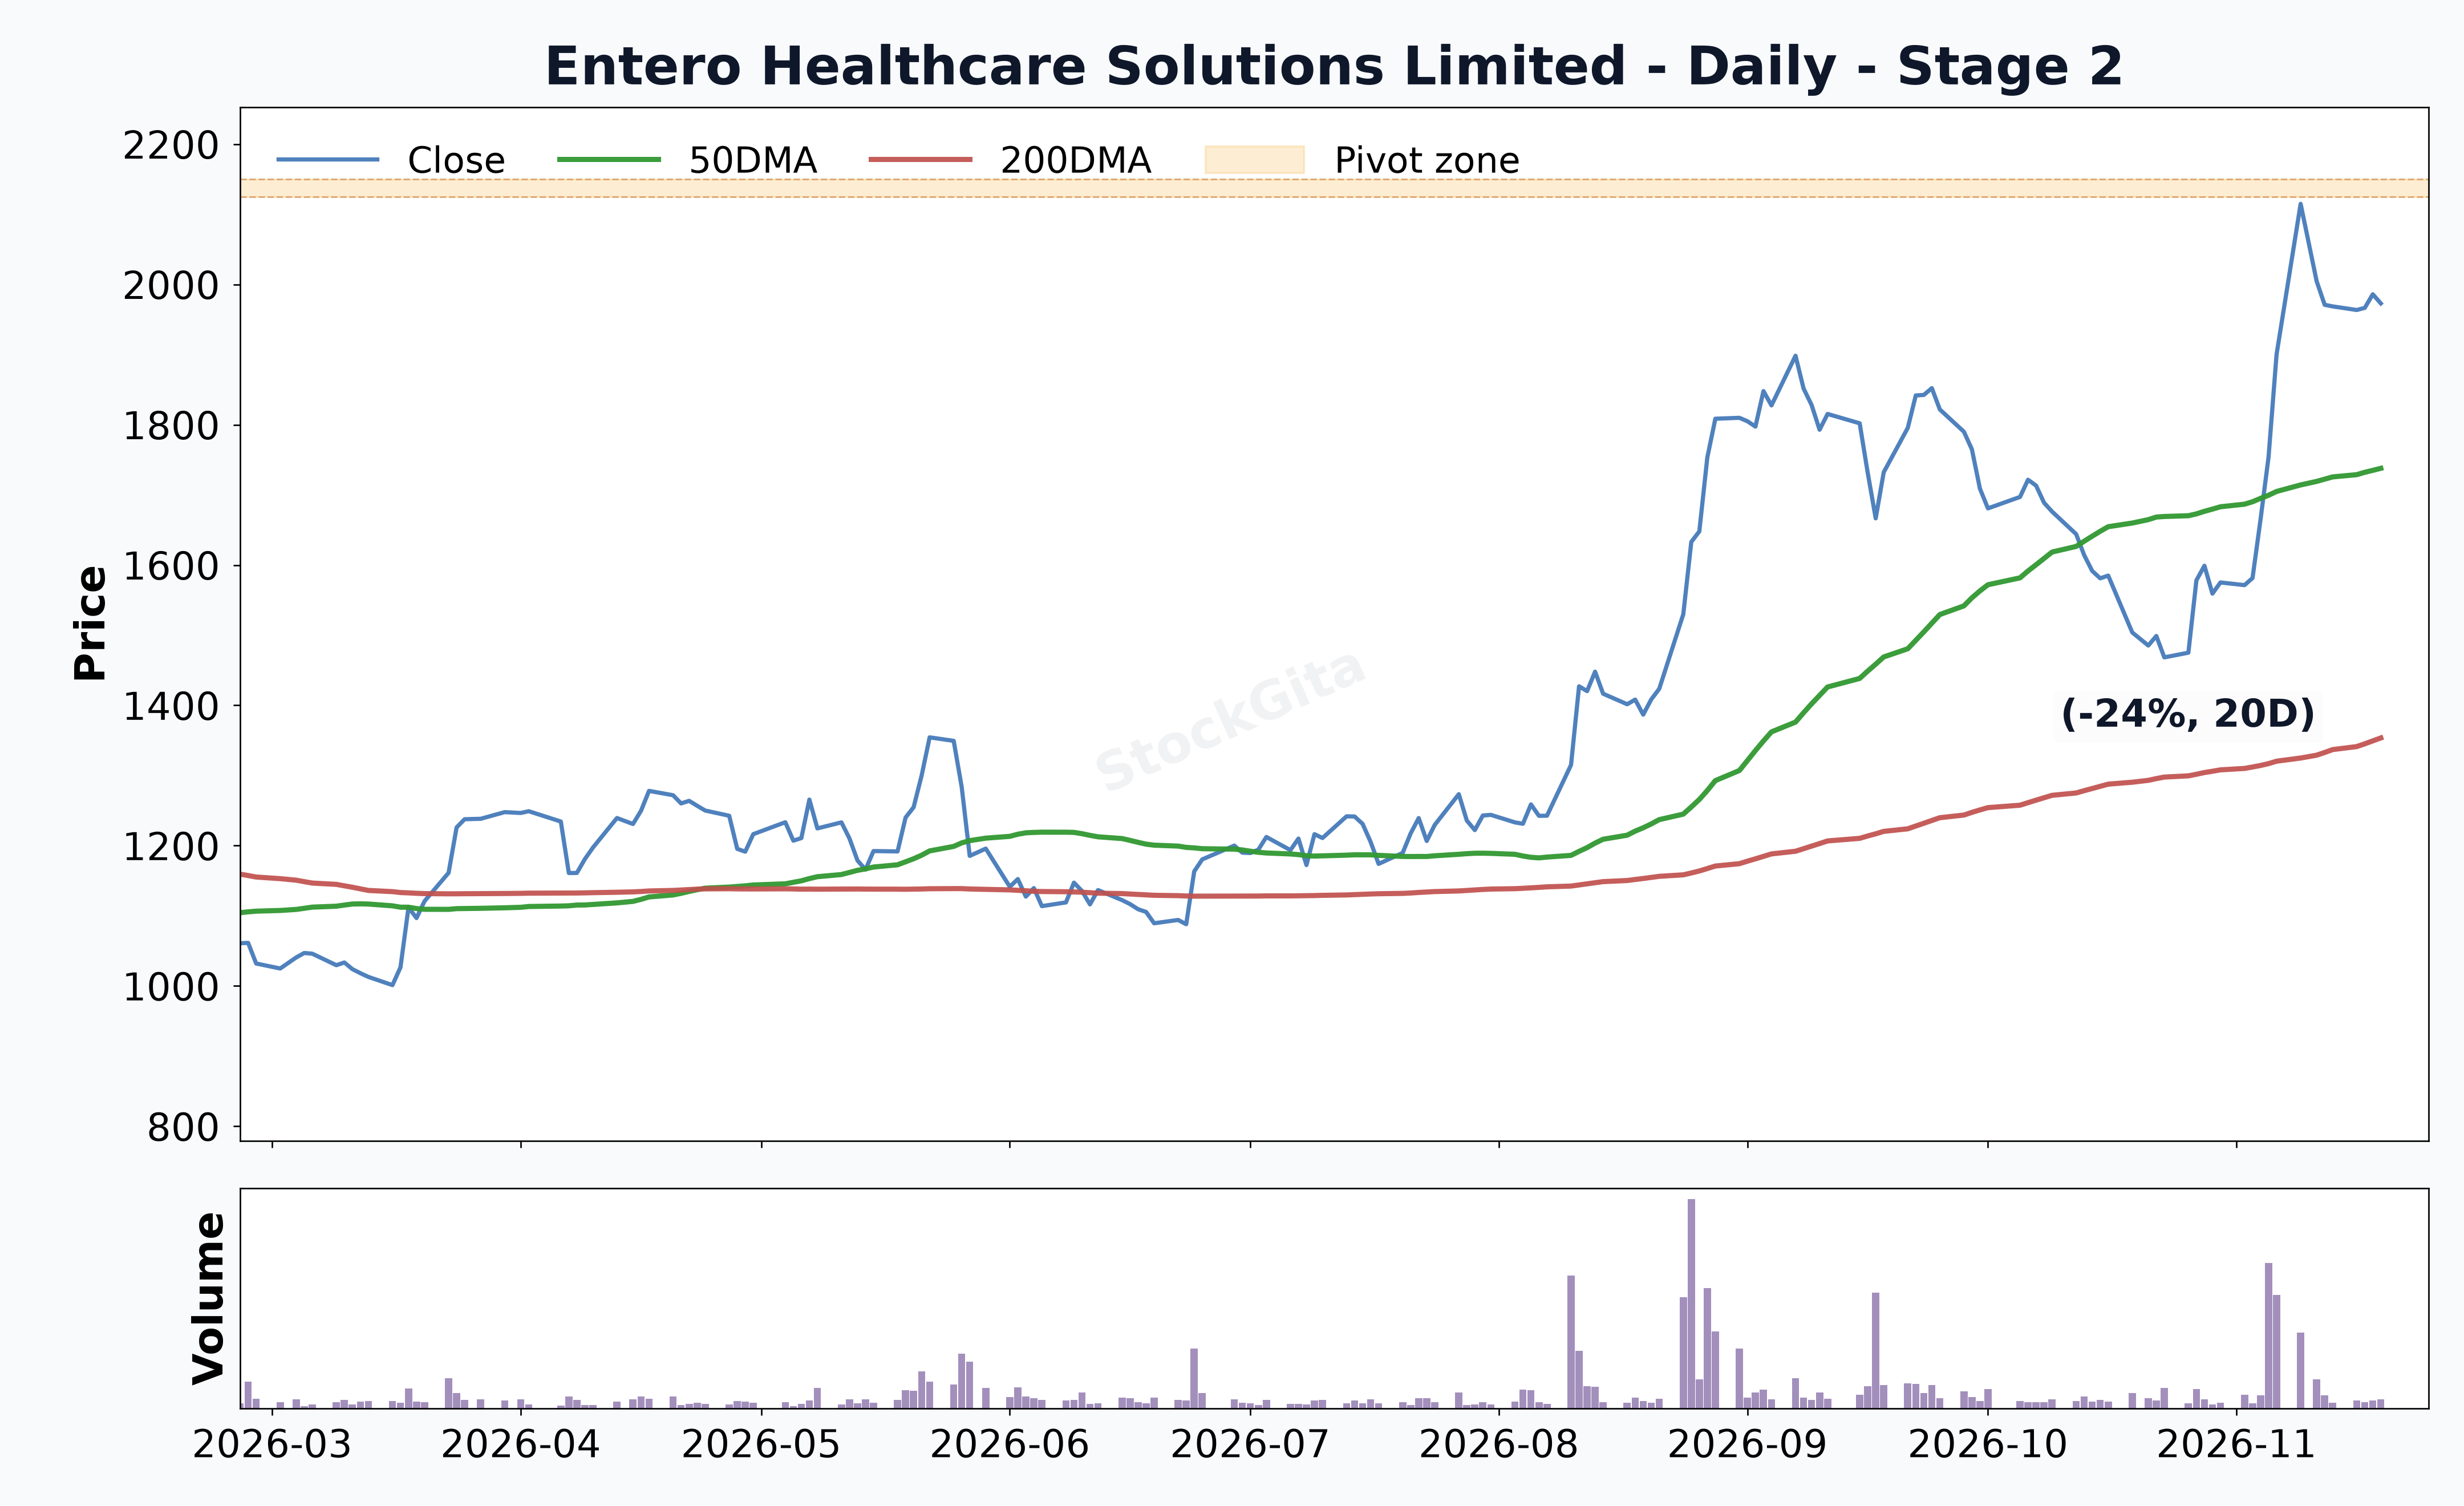 Entero Healthcare Solutions Limited - Daily - Stage 2
Close 50DMA 200DMA Pivot zone
2200
2000
1800
1600
1400
1200
1000
800
Price
StockGita
(-24%, 20D)
Volume
2026-03 2026-04 2026-05 2026-06 2026-07 2026-08 2026-09 2026-10 2026-11